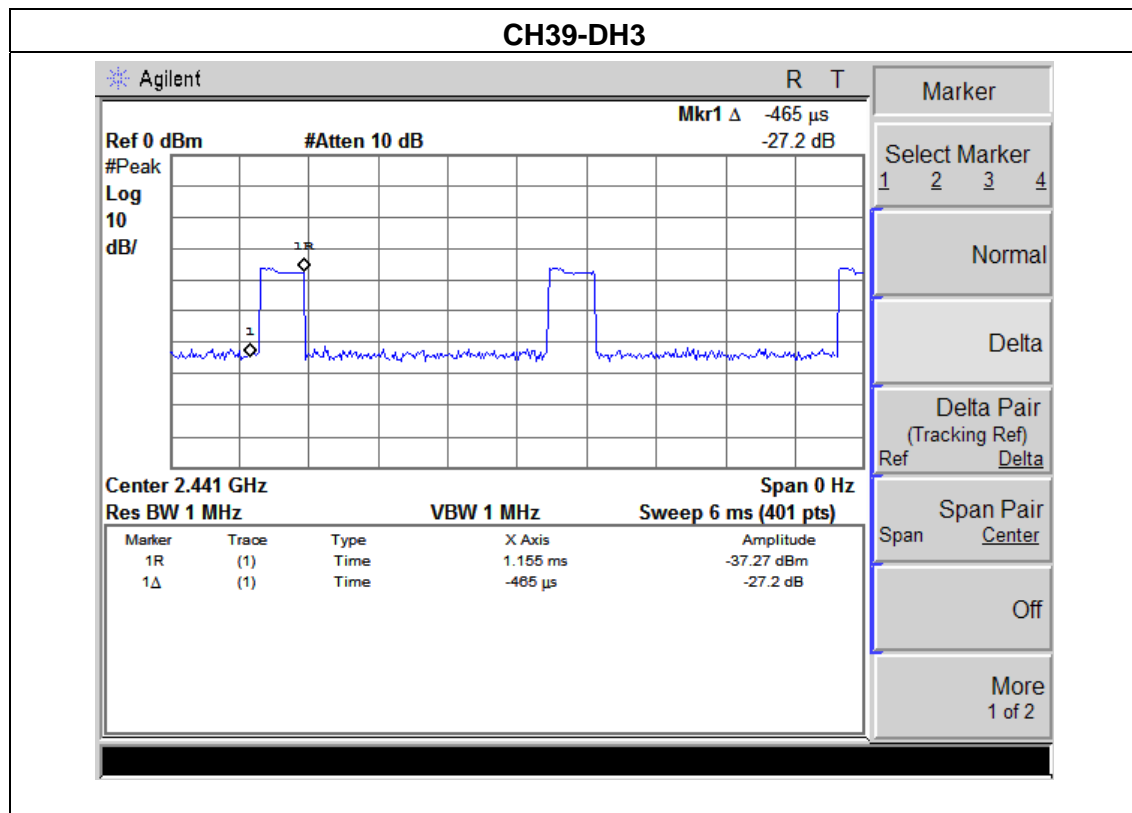 CH39-DH3
Agilent R T
Mkr1 Δ -465 µs
Ref 0 dBm #Atten 10 dB -27.2 dB
#Peak
Log
10
dB/
1R
1
Center 2.441 GHz Span 0 Hz
Res BW 1 MHz VBW 1 MHz Sweep 6 ms (401 pts)
Marker Trace Type X Axis Amplitude
1R (1) Time 1.155 ms -37.27 dBm
1Δ (1) Time -465 µs -27.2 dB
Marker
Select Marker
1 2 3 4
Normal
Delta
Delta Pair
(Tracking Ref)
Ref Delta
Span Pair
Span Center
Off
More
1 of 2